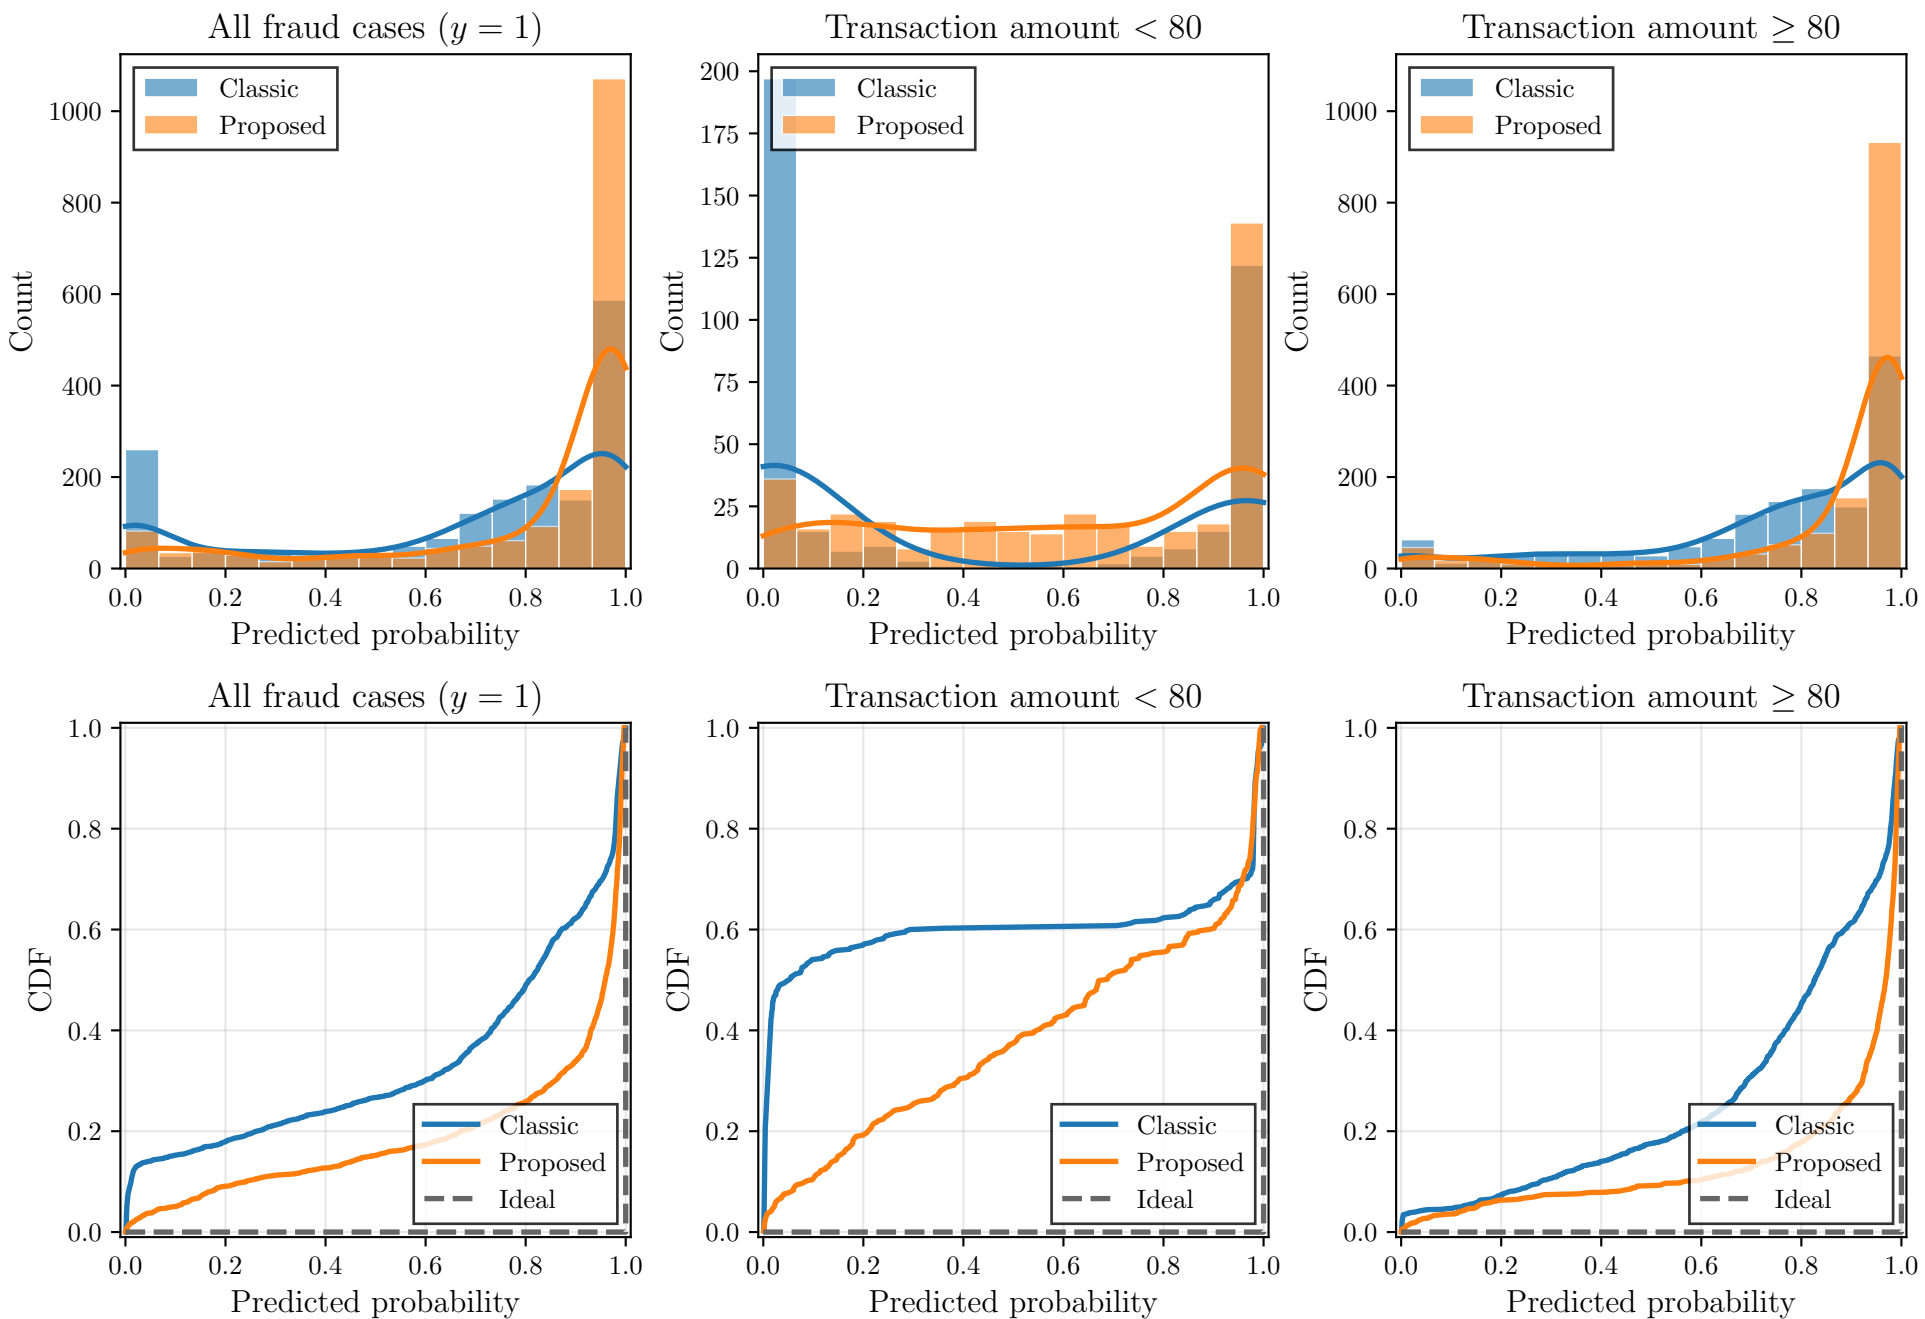 All fraud cases (y = 1)
Classic
Proposed
1000
800
600
400
200
0
Count
0.0 0.2 0.4 0.6 0.8 1.0
Predicted probability
Transaction amount < 80
Classic
Proposed
200
175
150
125
100
75
50
25
0
Count
0.0 0.2 0.4 0.6 0.8 1.0
Predicted probability
Transaction amount ≥ 80
Classic
Proposed
1000
800
600
400
200
0
Count
0.0 0.2 0.4 0.6 0.8 1.0
Predicted probability
All fraud cases (y = 1)
1.0
0.8
0.6
0.4
0.2
0.0
CDF
Classic
Proposed
Ideal
0.0 0.2 0.4 0.6 0.8 1.0
Predicted probability
Transaction amount < 80
1.0
0.8
0.6
0.4
0.2
0.0
CDF
Classic
Proposed
Ideal
0.0 0.2 0.4 0.6 0.8 1.0
Predicted probability
Transaction amount ≥ 80
1.0
0.8
0.6
0.4
0.2
0.0
CDF
Classic
Proposed
Ideal
0.0 0.2 0.4 0.6 0.8 1.0
Predicted probability